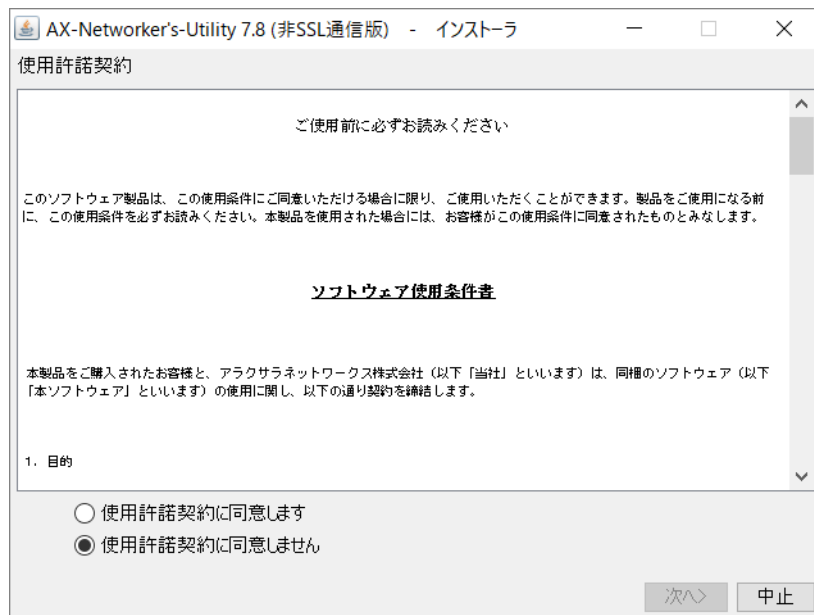 AX-Networker's-Utility 7.8 (非SSL通信版) - インストーラ
使用許諾契約
ご使用前に必ずお読みください
このソフトウェア製品は、この使用条件にご同意いただける場合に限り、ご使用いただくことができます。製品をご使用になる前
に、この使用条件を必ずお読みください。本製品を使用された場合には、お客様がこの使用条件に同意されたものとみなします。
ソフトウェア使用条件書
本製品をご購入されたお客様と、アラクサラネットワークス株式会社（以下「当社」といいます）は、同梱のソフトウェア（以下
「本ソフトウェア」といいます）の使用に関し、以下の通り契約を締結します。
1. 目的
使用許諾契約に同意します
使用許諾契約に同意しません
次へ>
中止